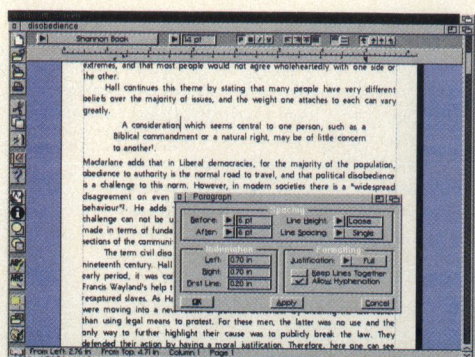 disobedience
Shannon Book 14 pt
extremes, and that most people would not agree wholeheartedly with one side or
the other.
Hall continues this theme by stating that many people have very different
beliefs over the majority of issues, and the weight one attaches to each can vary
greatly.
A consideration which seems central to one person, such as a
Biblical commandment or a natural right, may be of little concern
to another¹.
Macfarlane adds that in Liberal democracies, for the majority of the population,
obedience to authority is the normal road to travel, and that political disobedience
is a challenge to this norm. However, in modern societies there is a "widespread
disagreement on even
behaviour"². He adds
challenge can not be u
made in terms of funda
sections of the communi
The term civil diso
nineteenth century. Hall
early period, it was co
Francis Wayland's help t
recaptured slaves. As Ha
were moving into a new
than using legal means to protest. For these men, the latter was no use and the
only way to further highlight their cause was to publicly break the law. They
defended their action by having a moral justification. Therefore, here one can see
Paragraph
Spacing
Before: 6 pt Line Height: Loose
After: 6 pt Line Spacing: Single
Indentation
Left: 0.70 in
Right: 0.70 in
First Line: 0.20 in
Formatting
Justification: Full
Keep Lines Together
Allow Hyphenation
OK Apply Cancel
From Left: 2.76 in From Top: 4.71 in Column 1 Page 1